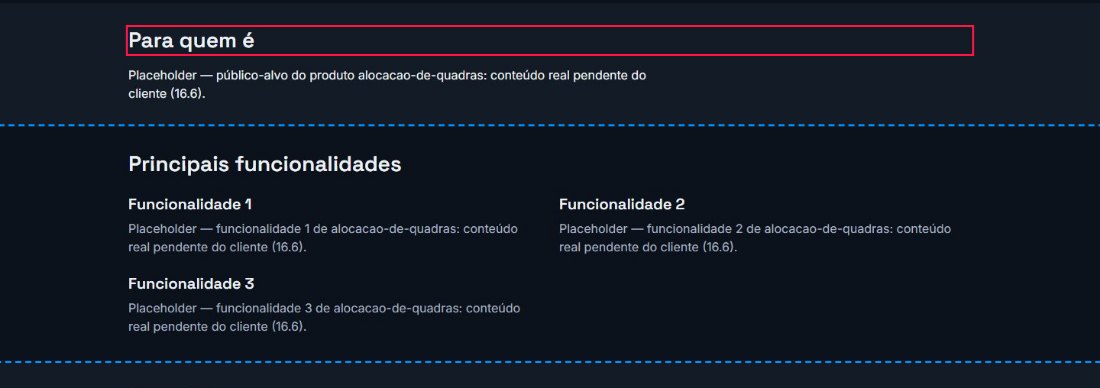 Para quem é
Placeholder — público-alvo do produto alocacao-de-quadras: conteúdo real pendente do
cliente (16.6).
Principais funcionalidades
Funcionalidade 1
Placeholder — funcionalidade 1 de alocacao-de-quadras: conteúdo
real pendente do cliente (16.6).
Funcionalidade 2
Placeholder — funcionalidade 2 de alocacao-de-quadras: conteúdo
real pendente do cliente (16.6).
Funcionalidade 3
Placeholder — funcionalidade 3 de alocacao-de-quadras: conteúdo
real pendente do cliente (16.6).